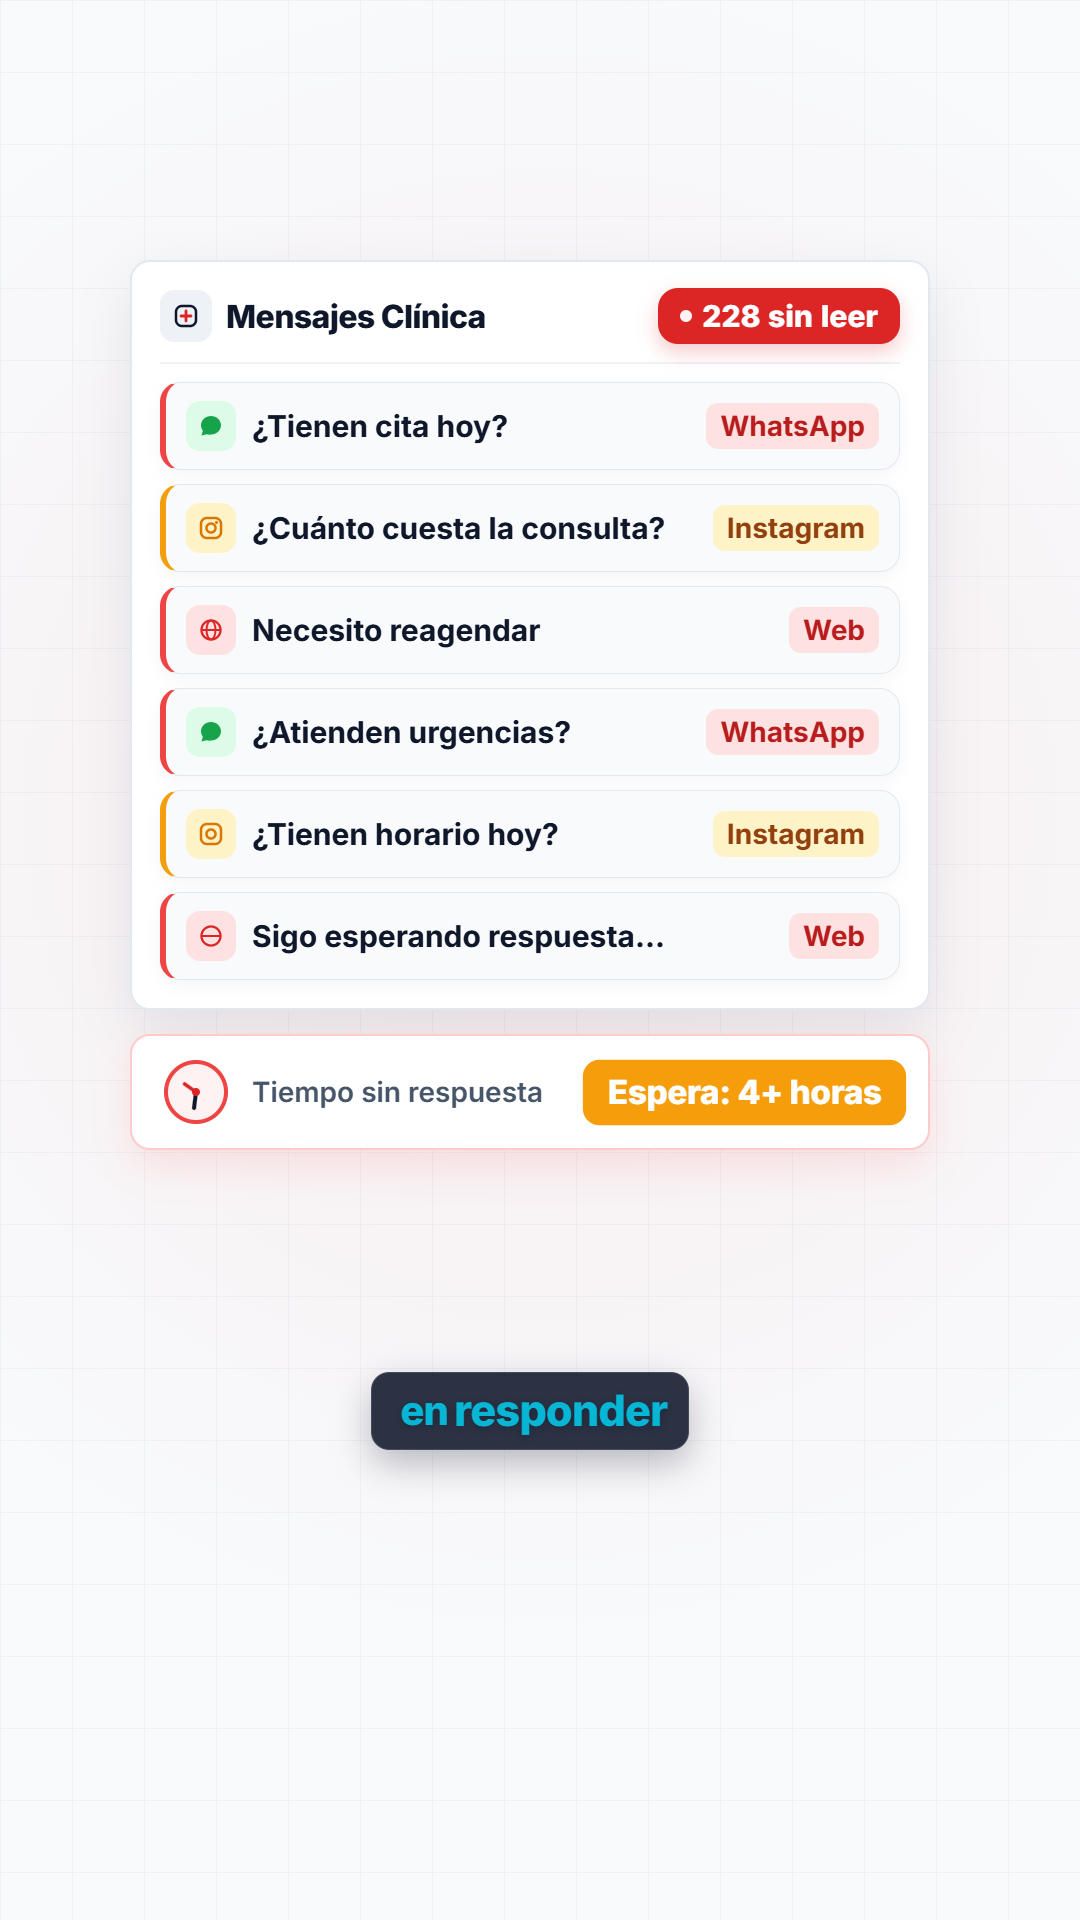 Mensajes Clínica
228 sin leer
¿Tienen cita hoy?
WhatsApp
¿Cuánto cuesta la consulta?
Instagram
Necesito reagendar
Web
¿Atienden urgencias?
WhatsApp
¿Tienen horario hoy?
Instagram
Sigo esperando respuesta...
Web
Tiempo sin respuesta
Espera: 4+ horas
en responder